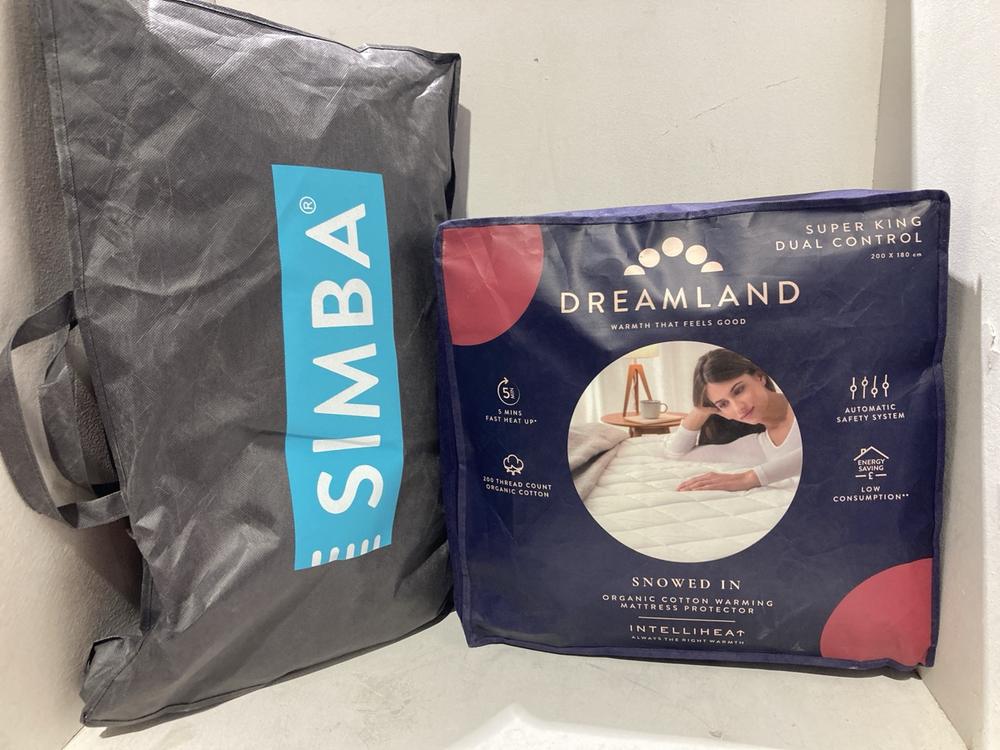 SIMBA®
SUPER KING
DUAL CONTROL
200 X 180 cm
DREAMLAND
WARMTH THAT FEELS GOOD
5 MIN
5 MINS
FAST HEAT UP*
200 THREAD COUNT
ORGANIC COTTON
AUTOMATIC
SAFETY SYSTEM
ENERGY
SAVING
£
LOW
CONSUMPTION**
SNOWED IN
ORGANIC COTTON WARMING
MATTRESS PROTECTOR
INTELLIHEAT
ALWAYS THE RIGHT WARMTH